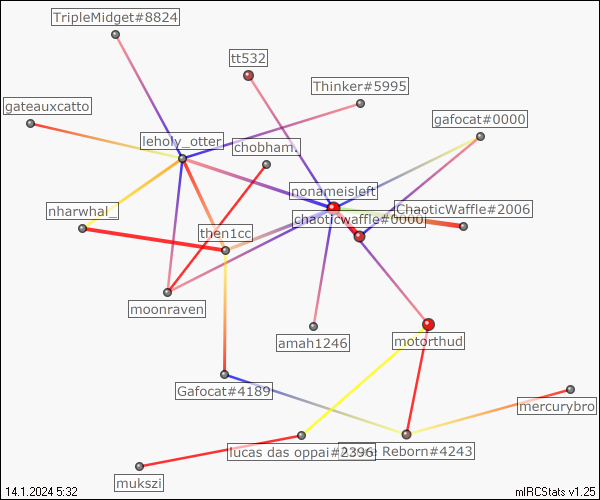 TripleMidget#8824
tt532
Thinker#5995
gateauxcatto
gafocat#0000
leholy_otter
chobham.
nonameisleft
nharwhal_
ChaoticWaffle#2006
chaoticwaffle#0000
then1cc
moonraven
amah1246
motorthud
Gafocat#4189
mercurybro
lucas das oppai#2396
Reborn#4243
mukszi
14.1.2024 5:32
mIRCStats v1.25